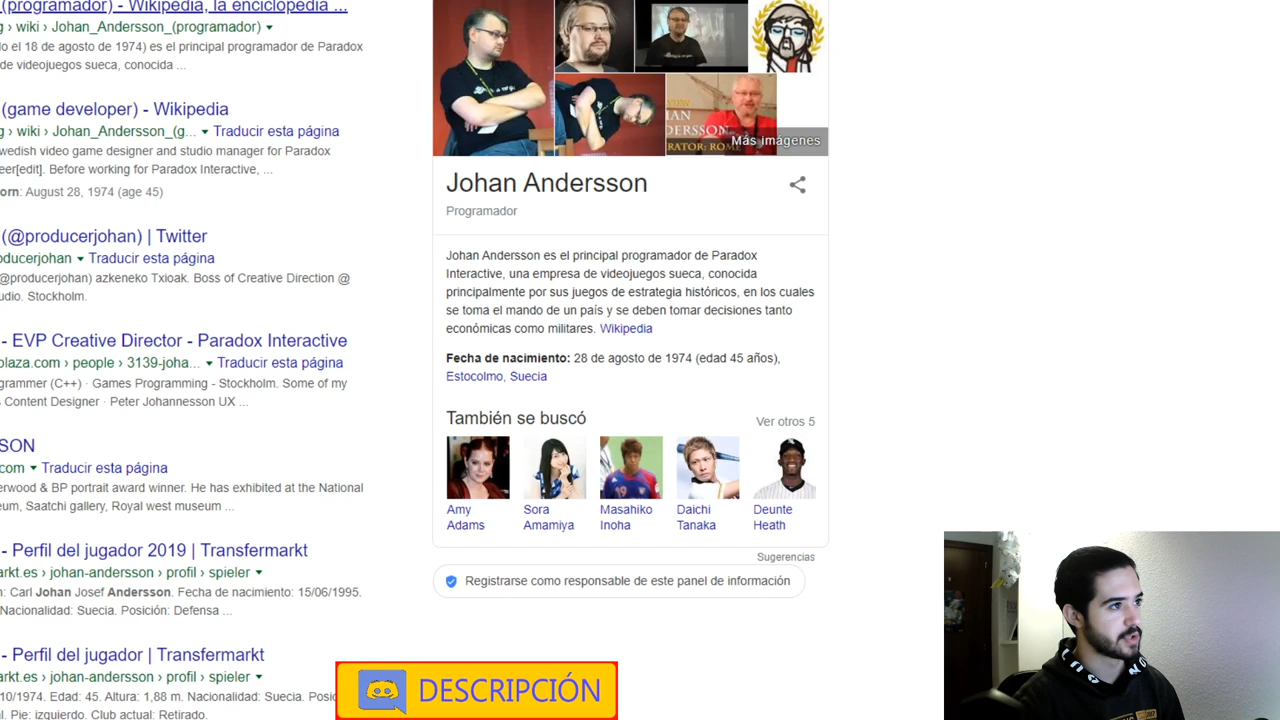 (programador) - Wikipedia, la enciclopedia ...
› wiki › Johan_Andersson_(programador)
o el 18 de agosto de 1974) es el principal programador de Paradox
de videojuegos sueca, conocida ...
(game developer) - Wikipedia
› wiki › Johan_Andersson_(g... Traducir esta página
wedish video game designer and studio manager for Paradox
eer[edit]. Before working for Paradox Interactive, ...
orn: August 28, 1974 (age 45)
(@producerjohan) | Twitter
oducerjohan Traducir esta página
@producerjohan) azkeneko Txioak. Boss of Creative Direction @
udio. Stockholm.
- EVP Creative Director - Paradox Interactive
plaza.com › people › 3139-joha... Traducir esta página
grammer (C++) · Games Programming - Stockholm. Some of my
s Content Designer · Peter Johannesson UX ...
SON
com Traducir esta página
erwood & BP portrait award winner. He has exhibited at the National
eum, Saatchi gallery, Royal west museum ...
- Perfil del jugador 2019 | Transfermarkt
arkt.es › johan-andersson › profil › spieler
n: Carl Johan Josef Andersson. Fecha de nacimiento: 15/06/1995.
Nacionalidad: Suecia. Posición: Defensa ...
- Perfil del jugador | Transfermarkt
arkt.es › johan-andersson › profil › spieler
10/1974. Edad: 45. Altura: 1,88 m. Nacionalidad: Suecia. Posic
l. Pie: izquierdo. Club actual: Retirado.
IAN
DERSSON
RATOR: ROME
Más imágenes
Johan Andersson
Programador
Johan Andersson es el principal programador de Paradox
Interactive, una empresa de videojuegos sueca, conocida
principalmente por sus juegos de estrategia históricos, en los cuales
se toma el mando de un país y se deben tomar decisiones tanto
económicas como militares. Wikipedia
Fecha de nacimiento: 28 de agosto de 1974 (edad 45 años),
Estocolmo, Suecia
También se buscó
Ver otros 5
Amy Adams
Sora Amamiya
Masahiko Inoha
Daichi Tanaka
Deunte Heath
Sugerencias
Registrarse como responsable de este panel de información
DESCRIPCIÓN